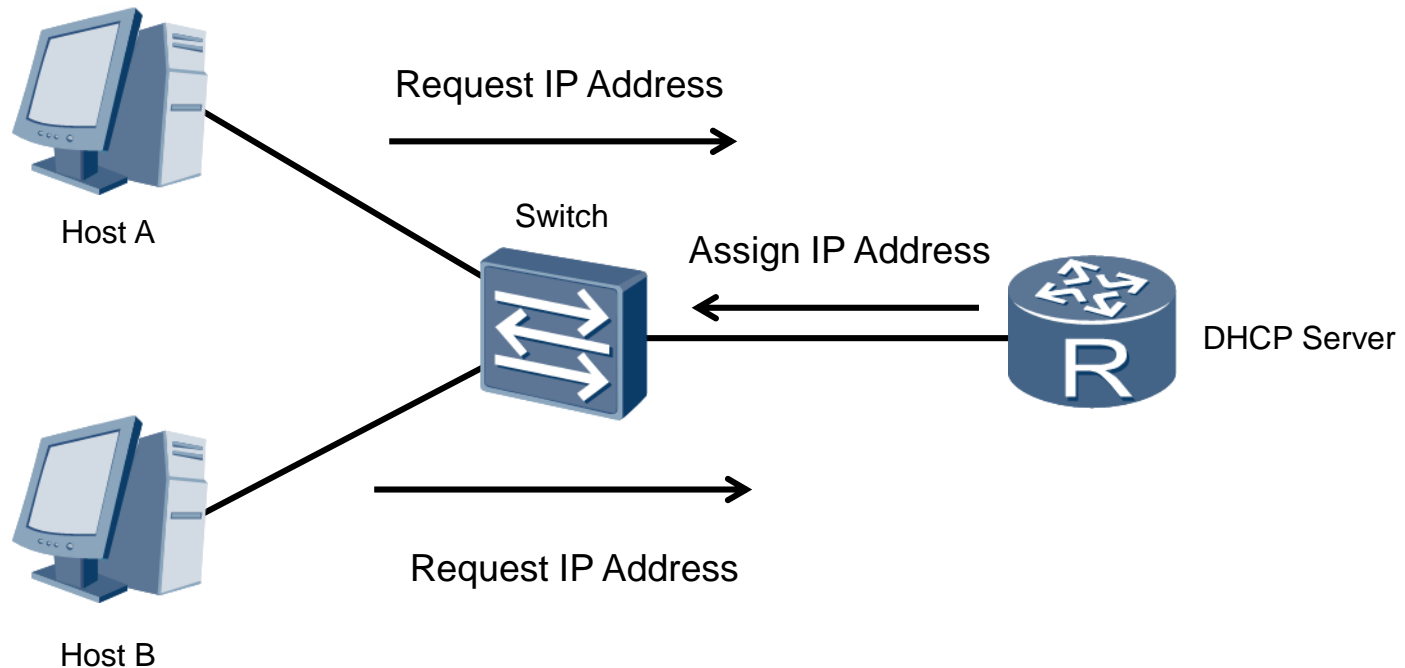 Request IP Address
Host A
Switch
Assign IP Address
R
DHCP Server
Request IP Address
Host B